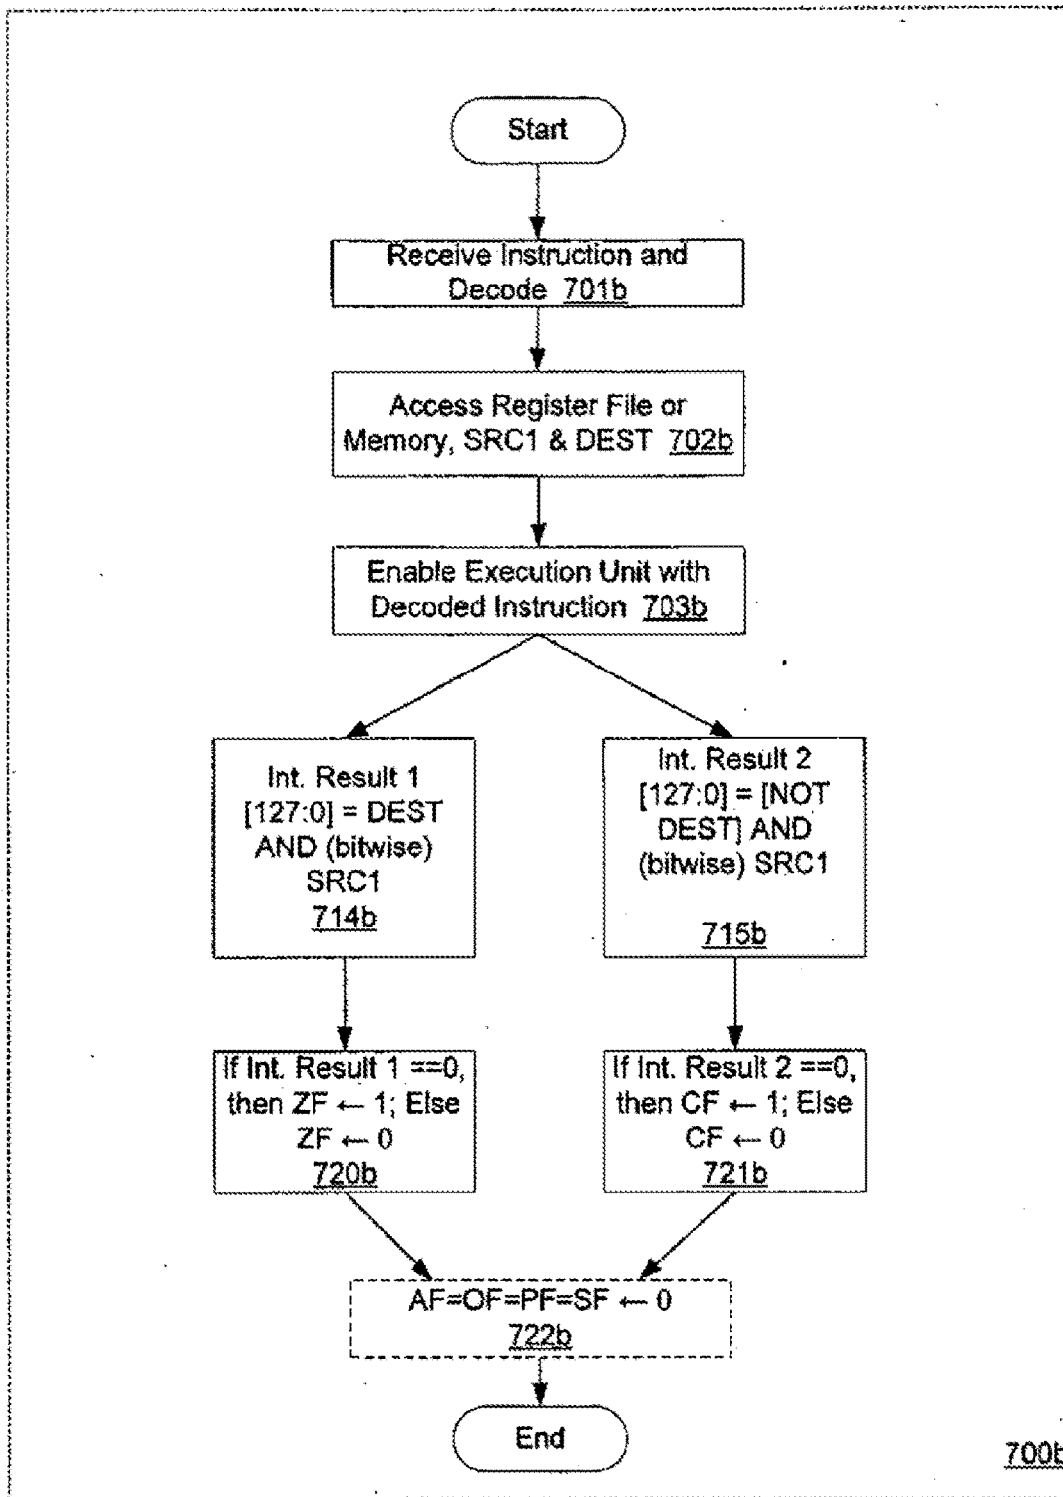 Start
Receive Instruction and
Decode 701b
Access Register File or
Memory, SRC1 & DEST 702b
Enable Execution Unit with
Decoded Instruction 703b
Int. Result 1
[127:0] = DEST
AND (bitwise)
SRC1
714b
Int. Result 2
[127:0] = [NOT
DEST] AND
(bitwise) SRC1
715b
If Int. Result 1 ==0,
then ZF ← 1; Else
ZF ← 0
720b
If Int. Result 2 ==0,
then CF ← 1; Else
CF ← 0
721b
AF=OF=PF=SF ← 0
722b
End
700b